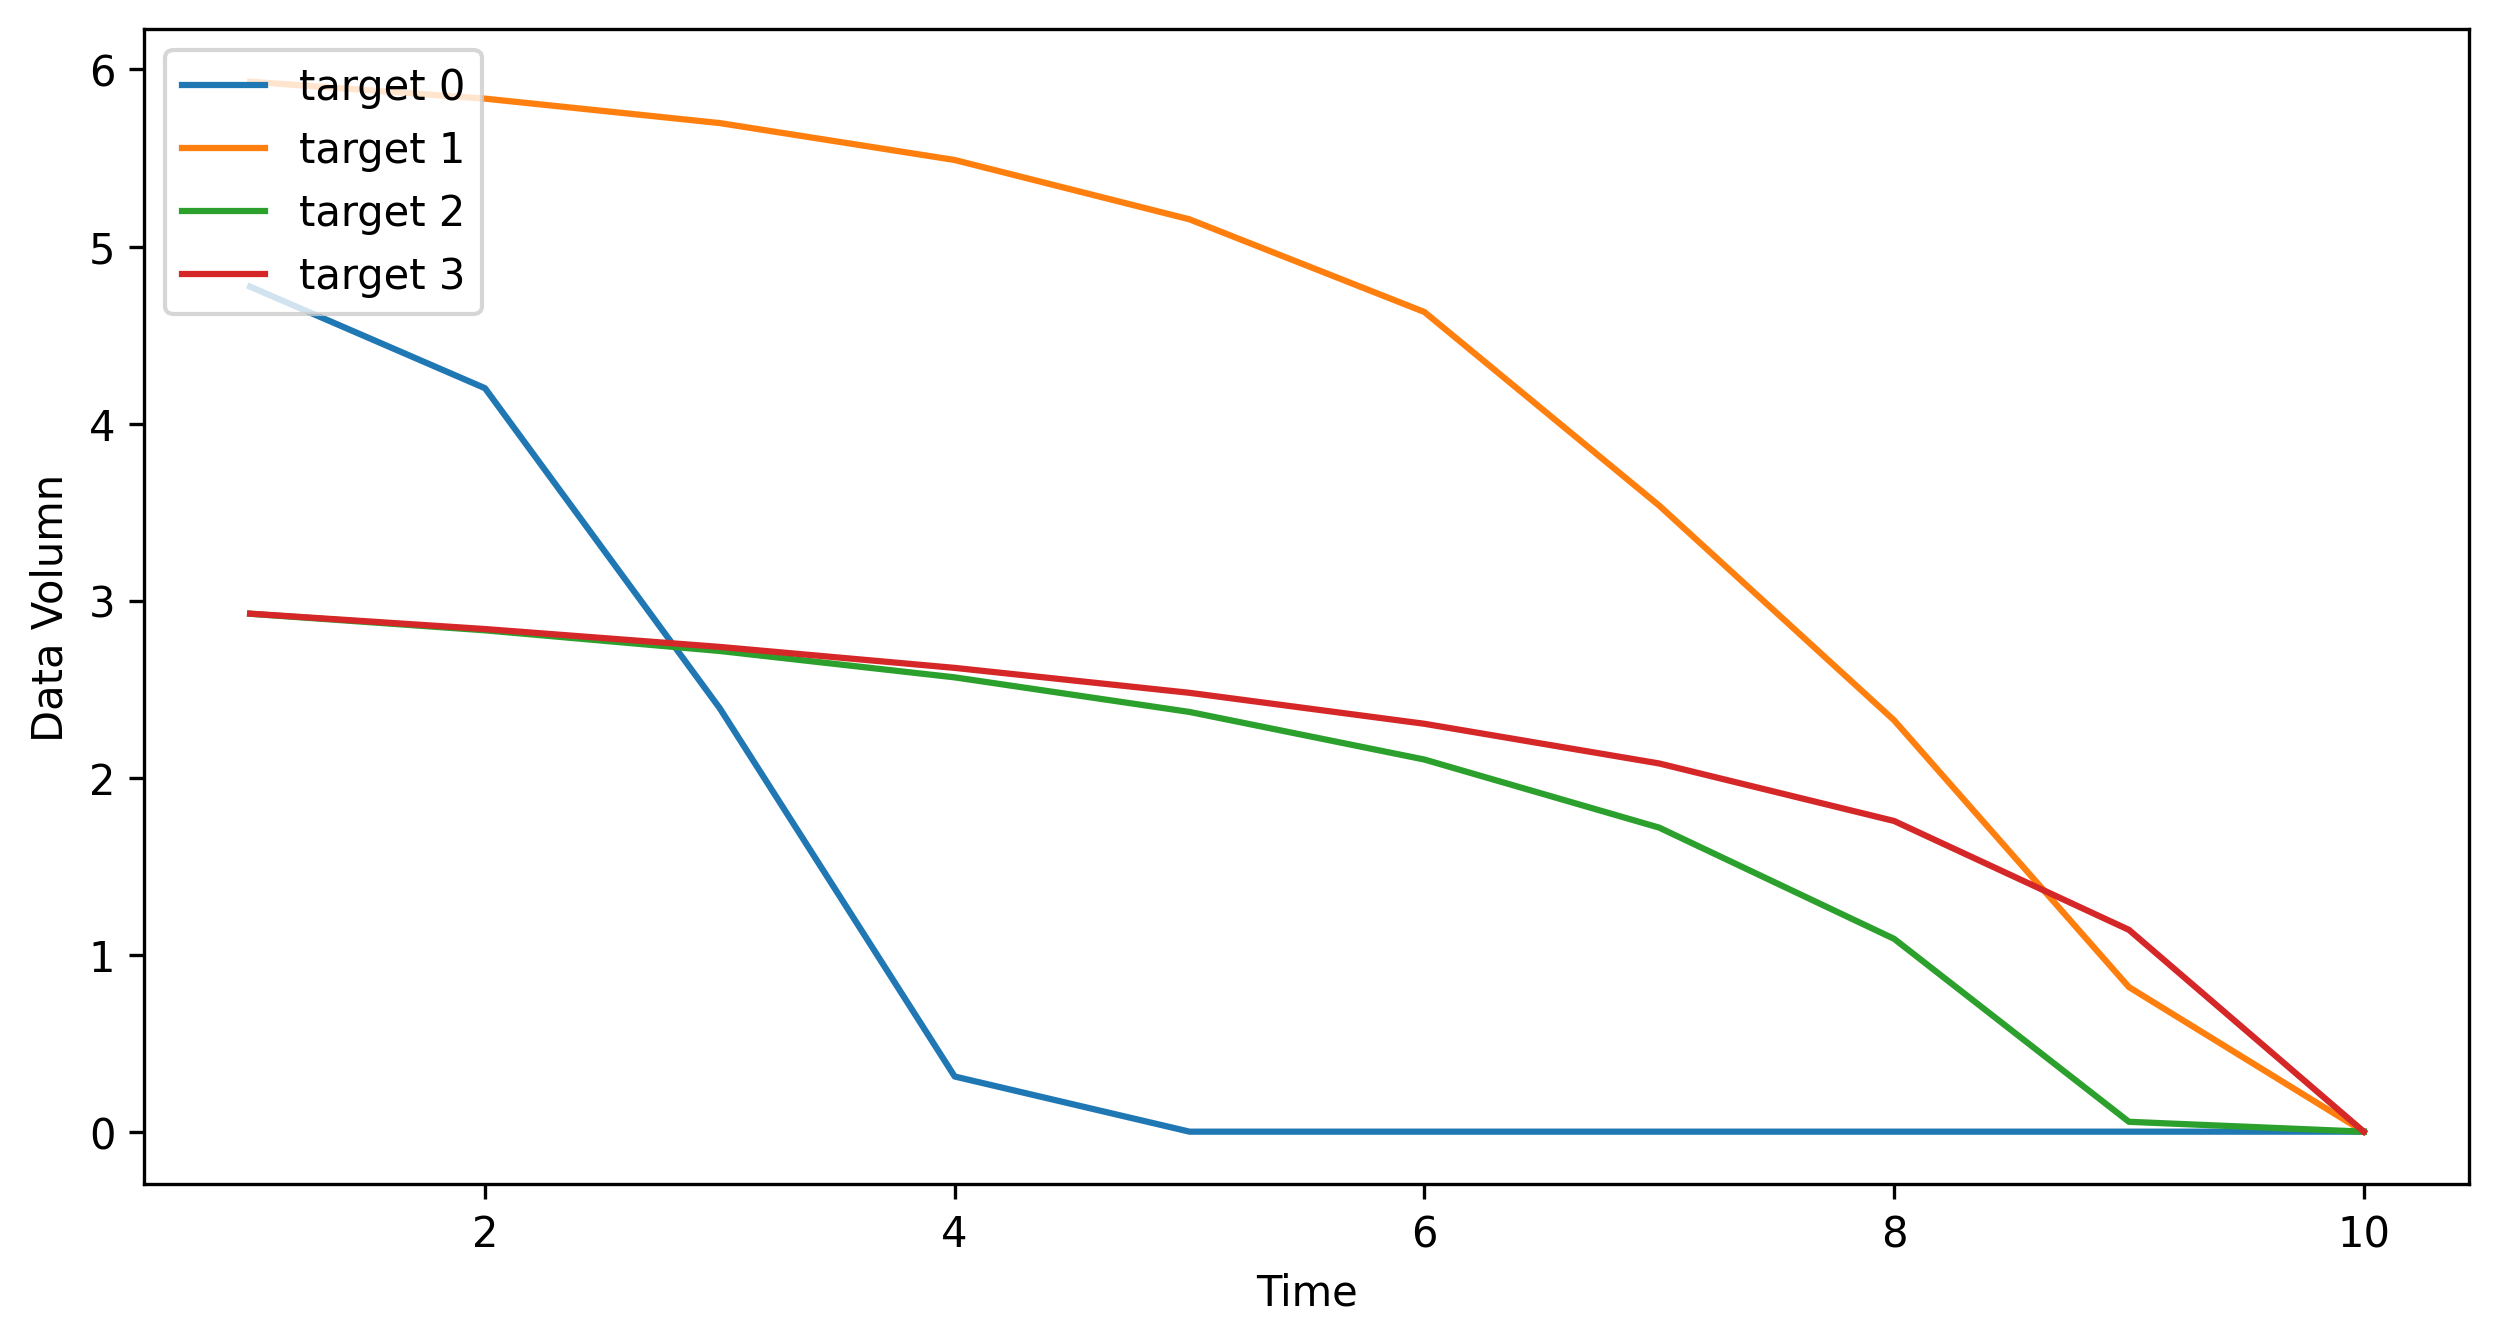 target 0
target 1
target 2
target 3
6
5
4
3
2
1
0
Data Volumn
2 4 6 8 10
Time